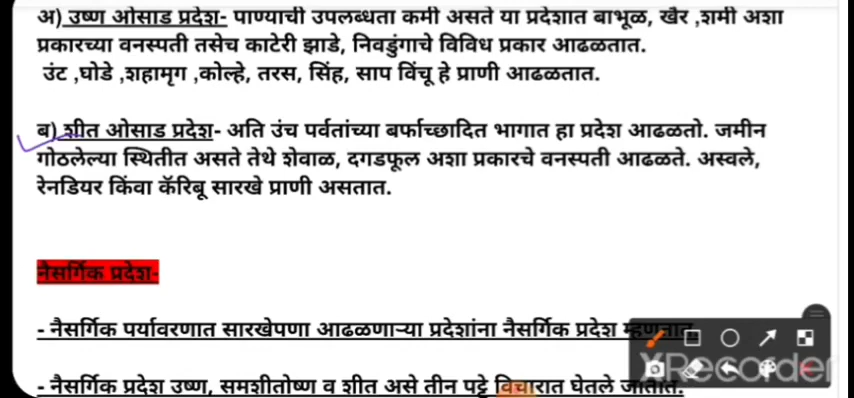 अ) उष्ण ओसाड प्रदेश- पाण्याची उपलब्धता कमी असते या प्रदेशात बाभूळ, खैर ,शमी अशा
प्रकारच्या वनस्पती तसेच काटेरी झाडे, निवडुंगाचे विविध प्रकार आढळतात.
उंट ,घोडे ,शहामृग ,कोल्हे, तरस, सिंह, साप विंचू हे प्राणी आढळतात.
ब) शीत ओसाड प्रदेश- अति उंच पर्वतांच्या बर्फाच्छादित भागात हा प्रदेश आढळतो. जमीन
गोठलेल्या स्थितीत असते तेथे शेवाळ, दगडफूल अशा प्रकारचे वनस्पती आढळते. अस्वले,
रेनडियर किंवा कॅरिबू सारखे प्राणी असतात.
नैसर्गिक प्रदेश-
- नैसर्गिक पर्यावरणात सारखेपणा आढळणाऱ्या प्रदेशांना नैसर्गिक प्रदेश म्हणतात.
- नैसर्गिक प्रदेश उष्ण, समशीतोष्ण व शीत असे तीन पट्टे विचारात घेतले जातात.
XRecorder